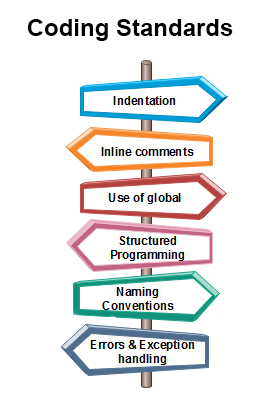 Coding Standards
Indentation
Inline comments
Use of global
Structured
Programming
Naming
Conventions
Errors & Exception
handling